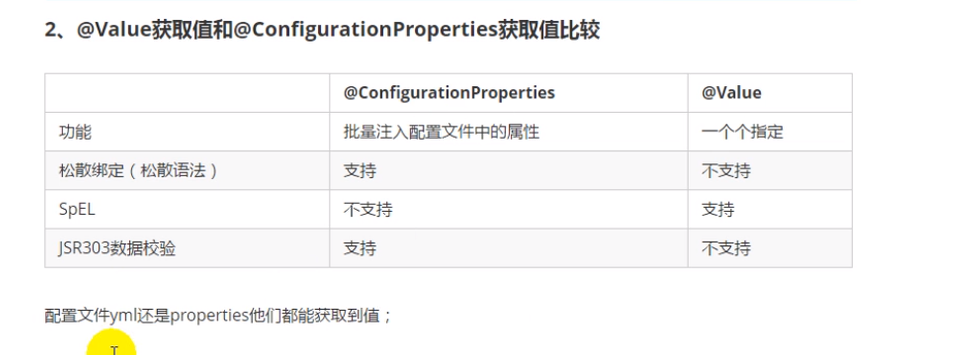 2、@Value获取值和@ConfigurationProperties获取值比较
@ConfigurationProperties @Value
功能 批量注入配置文件中的属性 一个个指定
松散绑定（松散语法） 支持 不支持
SpEL 不支持 支持
JSR303数据校验 支持 不支持
配置文件yml还是properties他们都能获取到值；